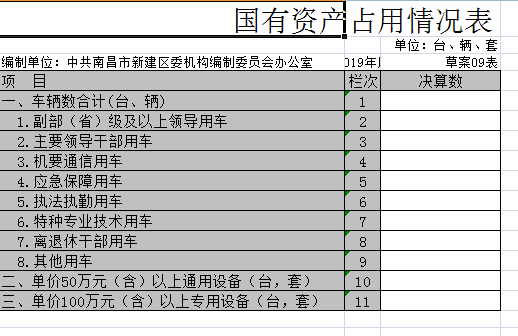 国有资产占用情况表
单位：台、辆、套
编制单位：中共南昌市新建区委机构编制委员会办公室 019年 草案09表
项 目 栏次 决算数
一、车辆数合计(台、辆) 1
1.副部（省）级及以上领导用车 2
2.主要领导干部用车 3
3.机要通信用车 4
4.应急保障用车 5
5.执法执勤用车 6
6.特种专业技术用车 7
7.离退休干部用车 8
8.其他用车 9
二、单价50万元（含）以上通用设备（台，套） 10
三、单价100万元（含）以上专用设备（台，套） 11